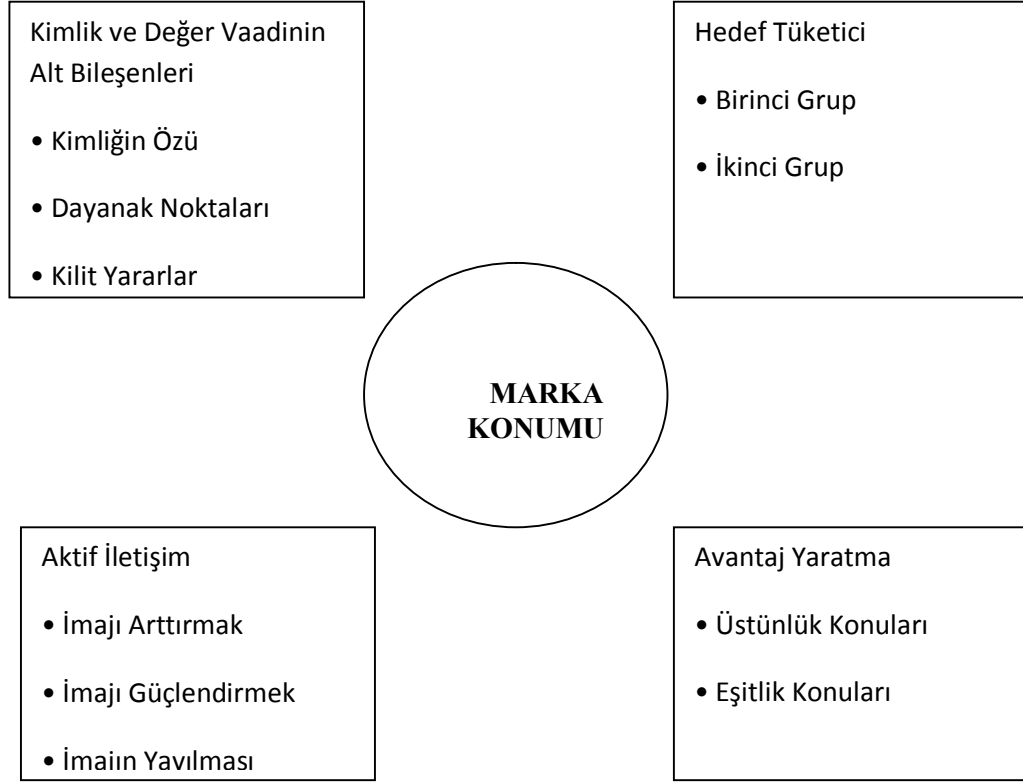 Kimlik ve Değer Vaadinin
Alt Bileşenleri
• Kimliğin Özü
• Dayanak Noktaları
• Kilit Yararlar
Hedef Tüketici
• Birinci Grup
• İkinci Grup
MARKA
KONUMU
Aktif İletişim
• İmajı Arttırmak
• İmajı Güçlendirmek
• İmajın Yayılması
Avantaj Yaratma
• Üstünlük Konuları
• Eşitlik Konuları